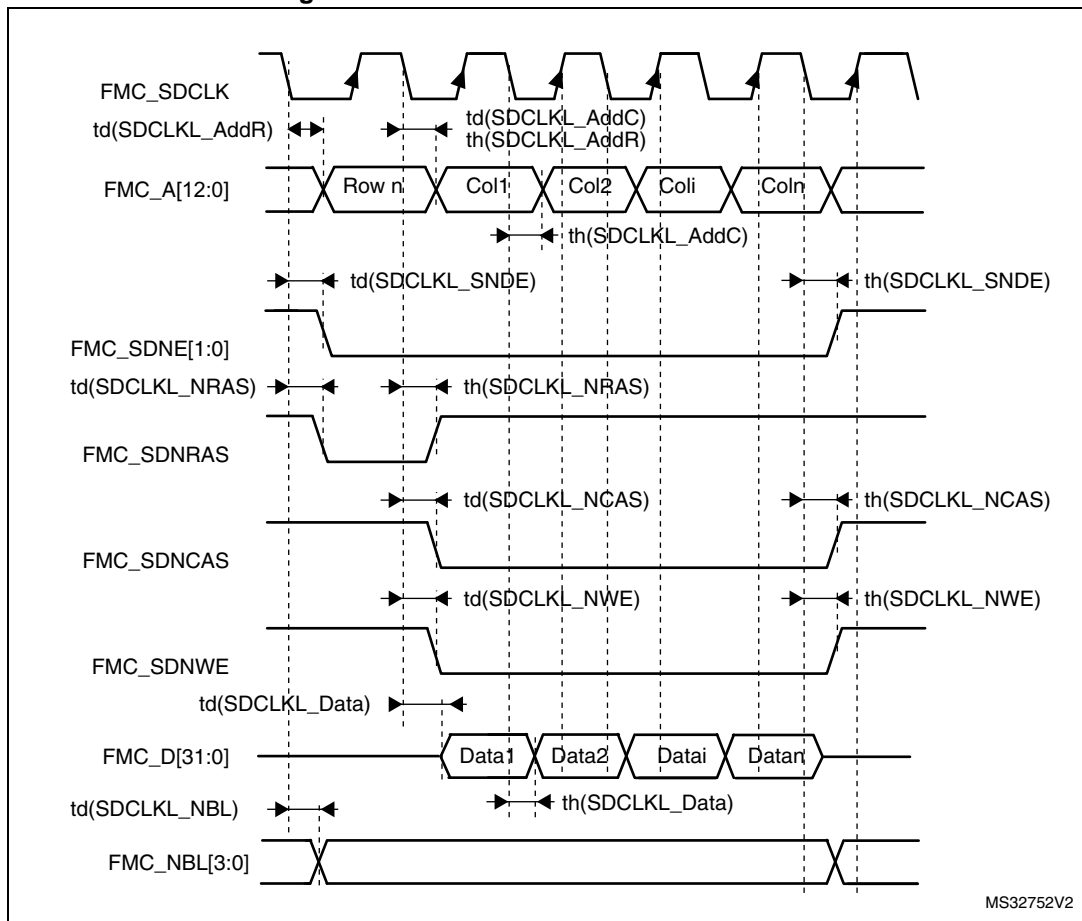 FMC_SDCLK
td(SDCLKL_AddR)
td(SDCLKL_AddC)
th(SDCLKL_AddR)
FMC_A[12:0]
Row n
Col1
Col2
Coli
Coln
th(SDCLKL_AddC)
td(SDCLKL_SNDE)
th(SDCLKL_SNDE)
FMC_SDNE[1:0]
td(SDCLKL_NRAS)
th(SDCLKL_NRAS)
FMC_SDNRAS
td(SDCLKL_NCAS)
th(SDCLKL_NCAS)
FMC_SDNCAS
td(SDCLKL_NWE)
th(SDCLKL_NWE)
FMC_SDNWE
td(SDCLKL_Data)
FMC_D[31:0]
Data1
Data2
Datai
Datan
th(SDCLKL_Data)
td(SDCLKL_NBL)
FMC_NBL[3:0]
MS32752V2